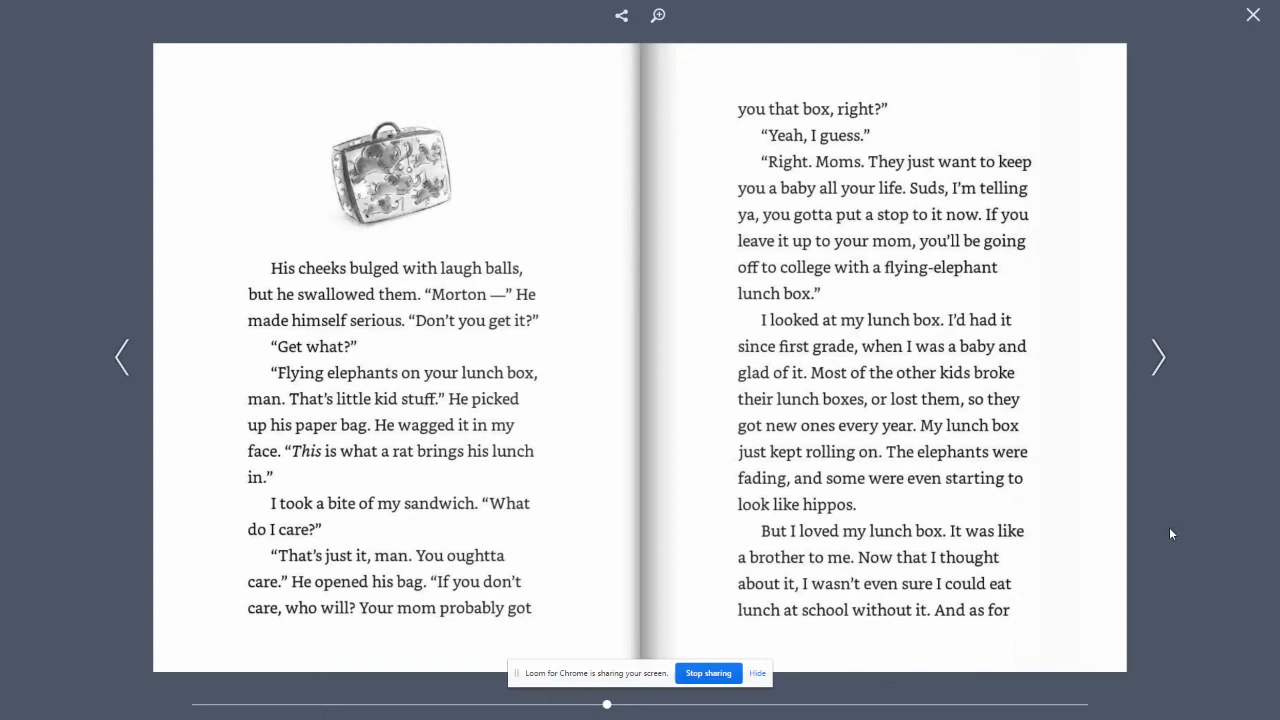 His cheeks bulged with laugh balls,
but he swallowed them. “Morton —” He
made himself serious. “Don’t you get it?”
“Get what?”
“Flying elephants on your lunch box,
man. That’s little kid stuff.” He picked
up his paper bag. He wagged it in my
face. “This is what a rat brings his lunch
in.”
I took a bite of my sandwich. “What
do I care?”
“That’s just it, man. You oughtta
care.” He opened his bag. “If you don’t
care, who will? Your mom probably got
you that box, right?”
“Yeah, I guess.”
“Right. Moms. They just want to keep
you a baby all your life. Suds, I’m telling
ya, you gotta put a stop to it now. If you
leave it up to your mom, you’ll be going
off to college with a flying-elephant
lunch box.”
I looked at my lunch box. I’d had it
since first grade, when I was a baby and
glad of it. Most of the other kids broke
their lunch boxes, or lost them, so they
got new ones every year. My lunch box
just kept rolling on. The elephants were
fading, and some were even starting to
look like hippos.
But I loved my lunch box. It was like
a brother to me. Now that I thought
about it, I wasn’t even sure I could eat
lunch at school without it. And as for
Loom for Chrome is sharing your screen. Stop sharing Hide